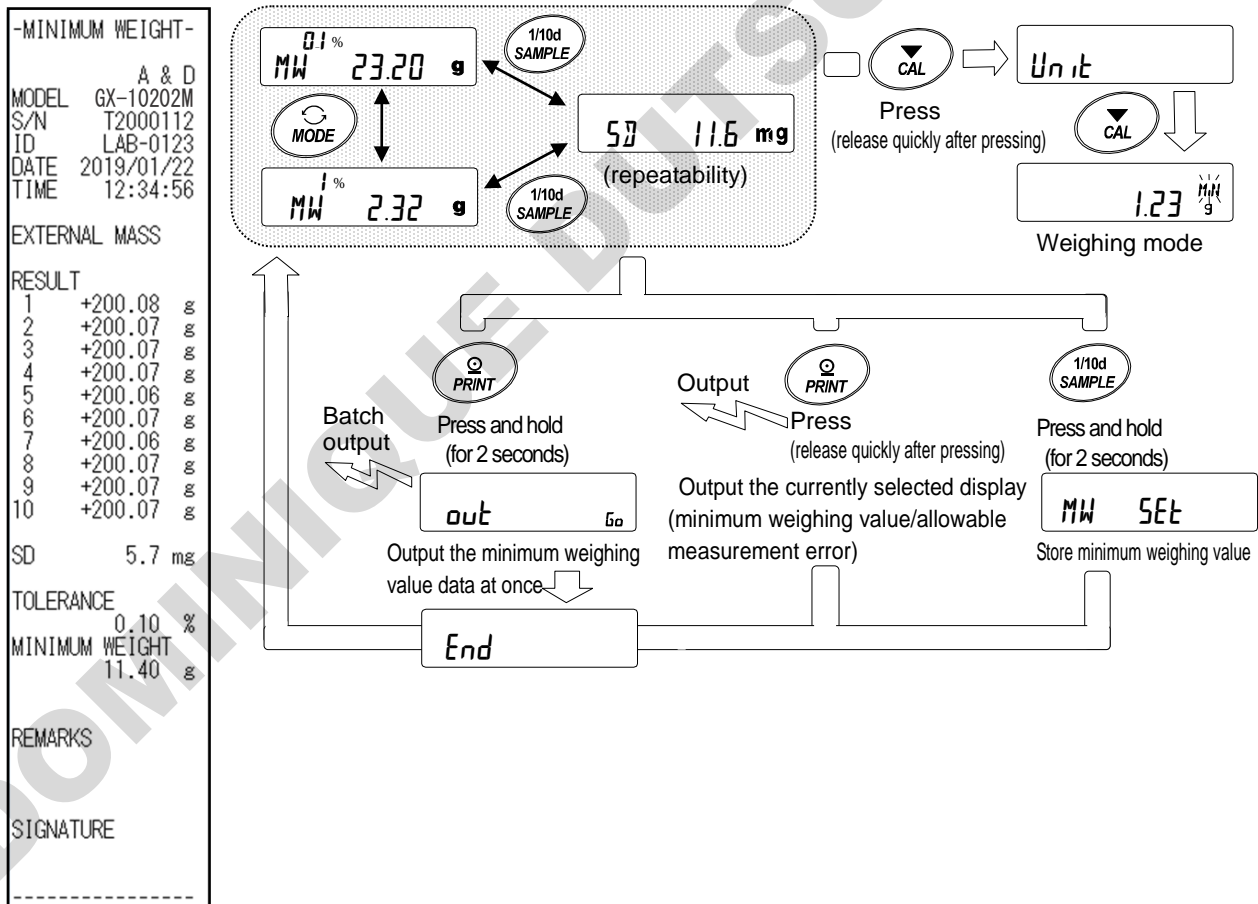 -MINIMUM WEIGHT-
A & D
MODEL GX-10202M
S/N T2000112
ID LAB-0123
DATE 2019/01/22
TIME 12:34:56
EXTERNAL MASS
RESULT
1 +200.08 g
2 +200.07 g
3 +200.07 g
4 +200.07 g
5 +200.06 g
6 +200.07 g
7 +200.06 g
8 +200.07 g
9 +200.07 g
10 +200.07 g
SD 5.7 mg
TOLERANCE
0.10 %
MINIMUM WEIGHT
11.40 g
REMARKS
SIGNATURE
----------------
0.1 %
MW 23.20 g
1/10d
SAMPLE
MODE
SD 11.6 mg
(repeatability)
1 %
MW 2.32 g
1/10d
SAMPLE
CAL
Press
(release quickly after pressing)
Unit
CAL
1.23 MIN
g
Weighing mode
PRINT
Batch
output
Press and hold
(for 2 seconds)
out Go
Output the minimum weighing
value data at once
End
PRINT
Output
Press
(release quickly after pressing)
Output the currently selected display
(minimum weighing value/allowable
measurement error)
1/10d
SAMPLE
Press and hold
(for 2 seconds)
MW SEt
Store minimum weighing value
DOMINIQUE DUTS